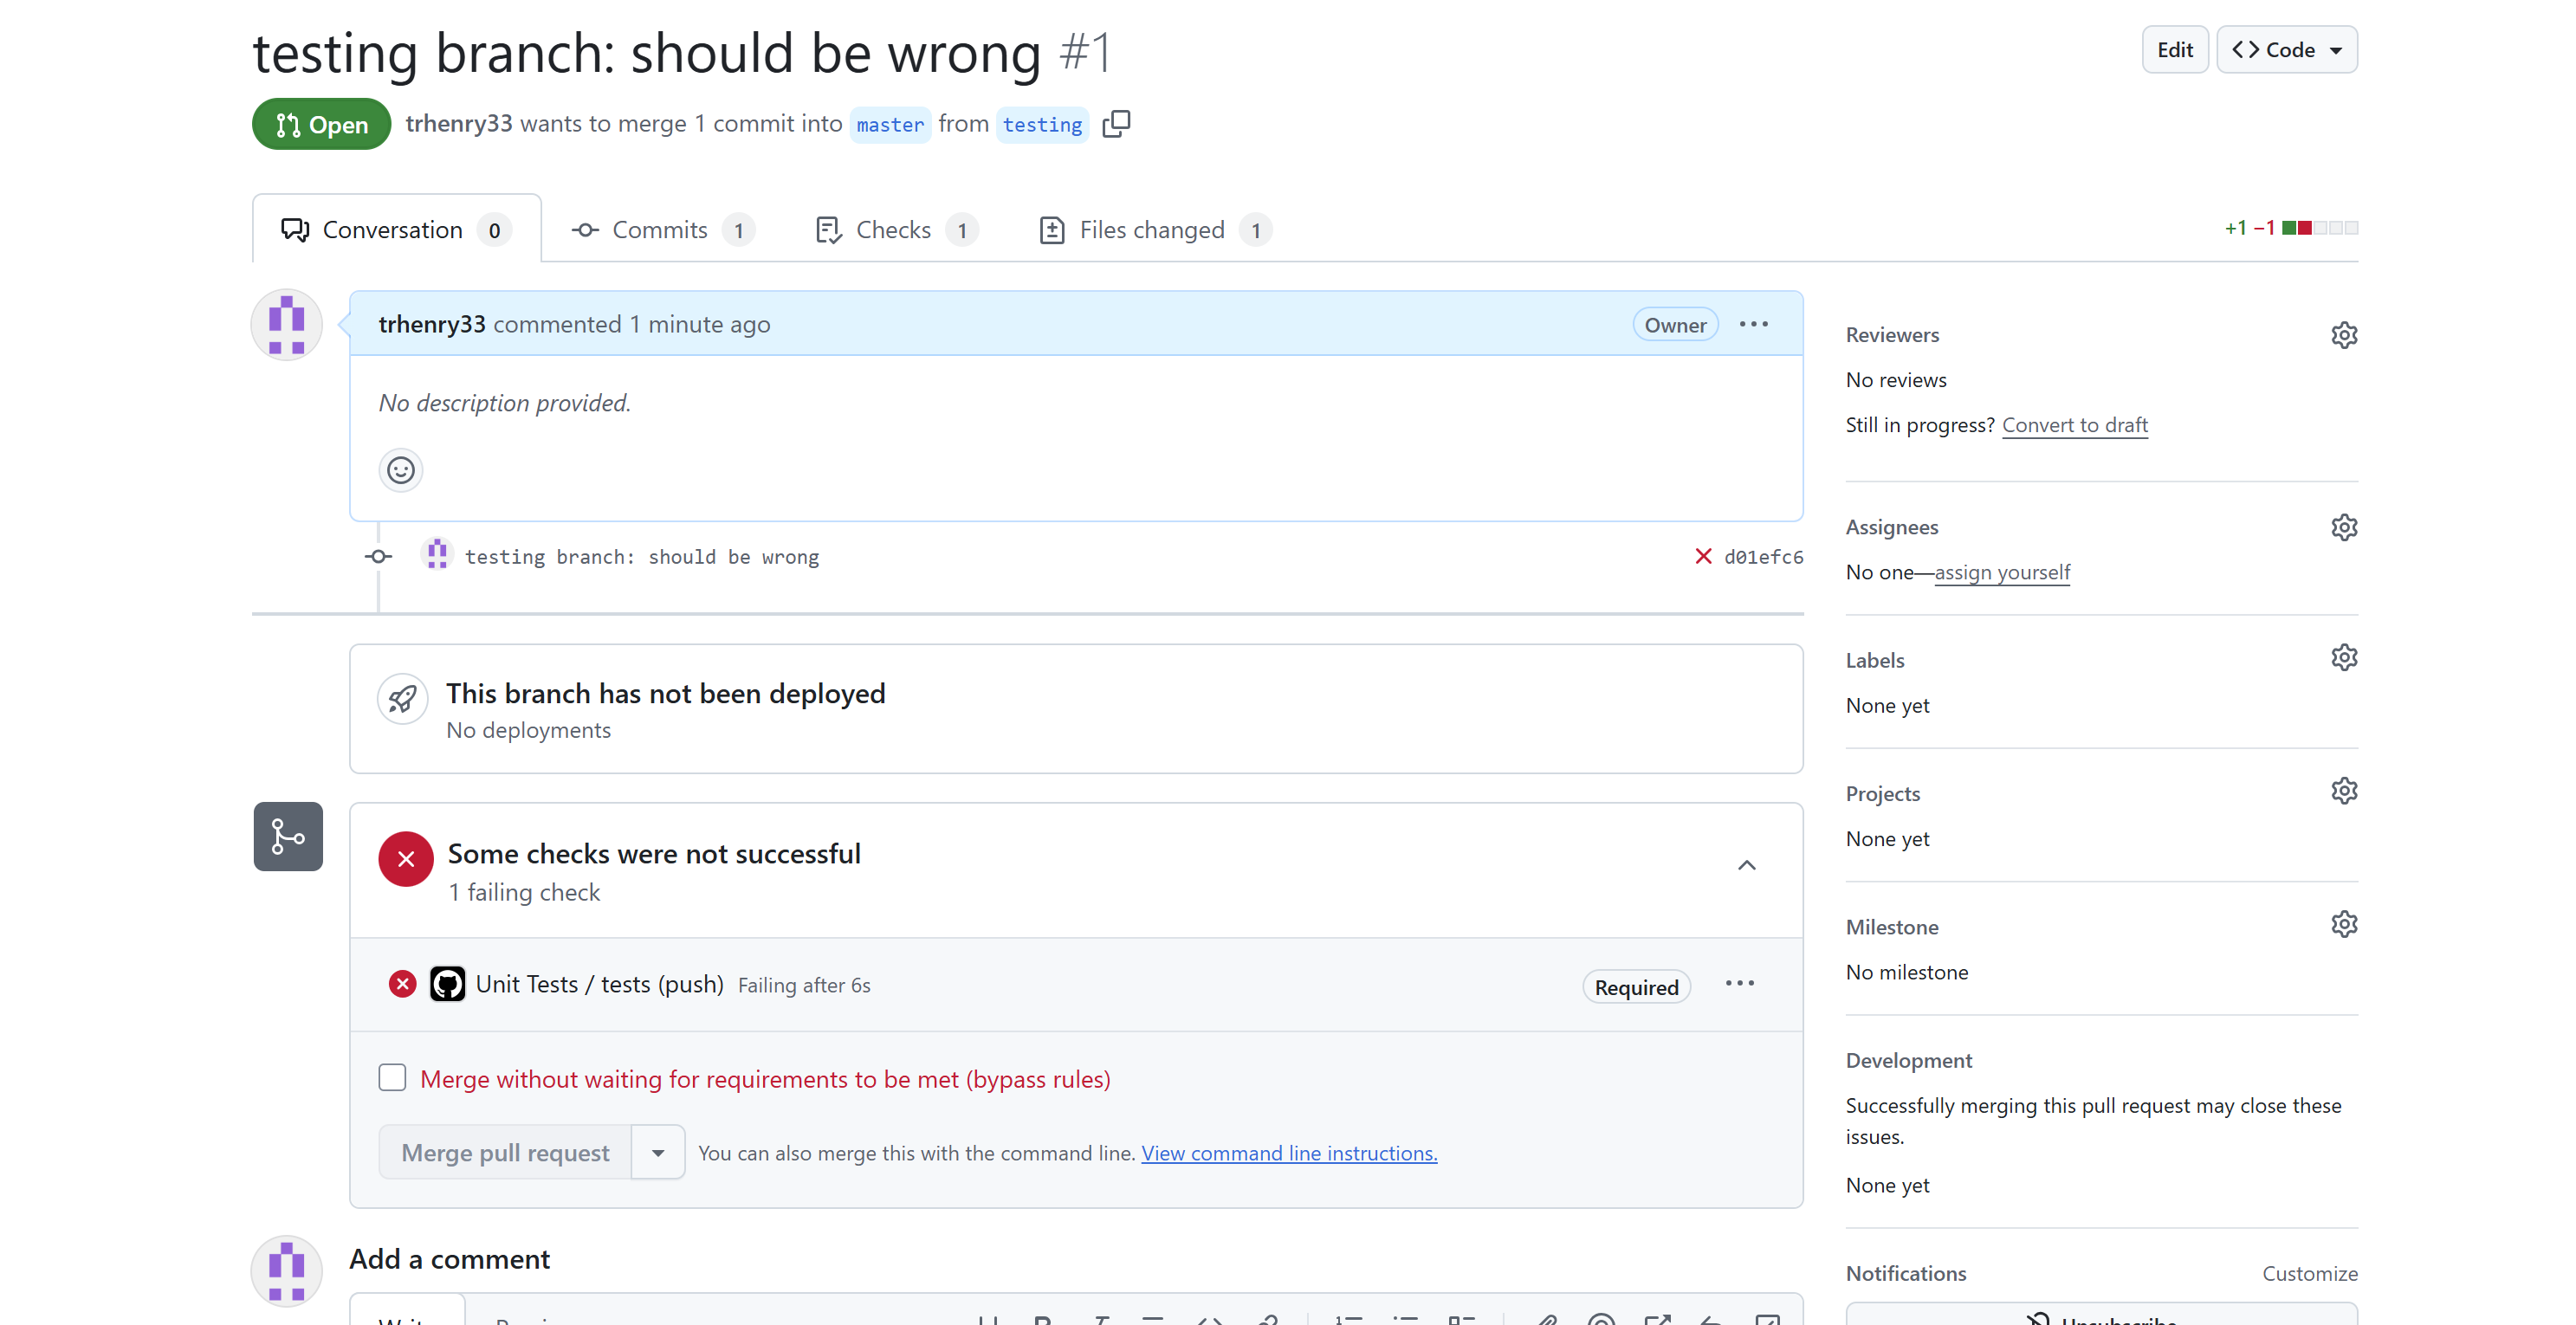 testing branch: should be wrong #1
Edit
Code
Open
trhenry33 wants to merge 1 commit into master from testing
Conversation 0
Commits 1
Checks 1
Files changed 1
+1 −1
trhenry33 commented 1 minute ago
Owner
No description provided.
testing branch: should be wrong
d01efc6
This branch has not been deployed
No deployments
Some checks were not successful
1 failing check
Unit Tests / tests (push) Failing after 6s
Required
Merge without waiting for requirements to be met (bypass rules)
Merge pull request
You can also merge this with the command line. View command line instructions.
Add a comment
Reviewers
No reviews
Still in progress? Convert to draft
Assignees
No one—assign yourself
Labels
None yet
Projects
None yet
Milestone
No milestone
Development
Successfully merging this pull request may close these
issues.
None yet
Notifications
Customize
Unsubscribe